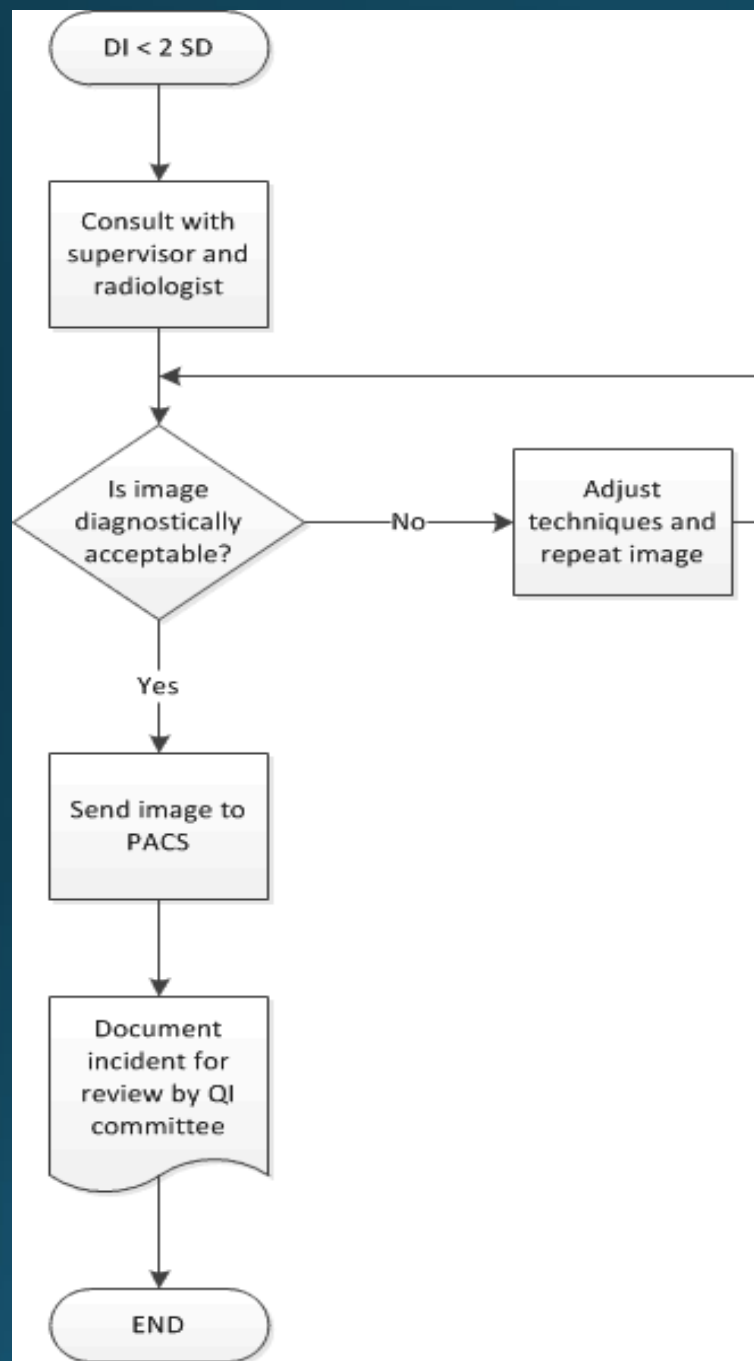 DI < 2 SD
Consult with
supervisor and
radiologist
Is image
diagnostically
acceptable?
No
Adjust
techniques and
repeat image
Yes
Send image to
PACS
Document
incident for
review by QI
committee
END